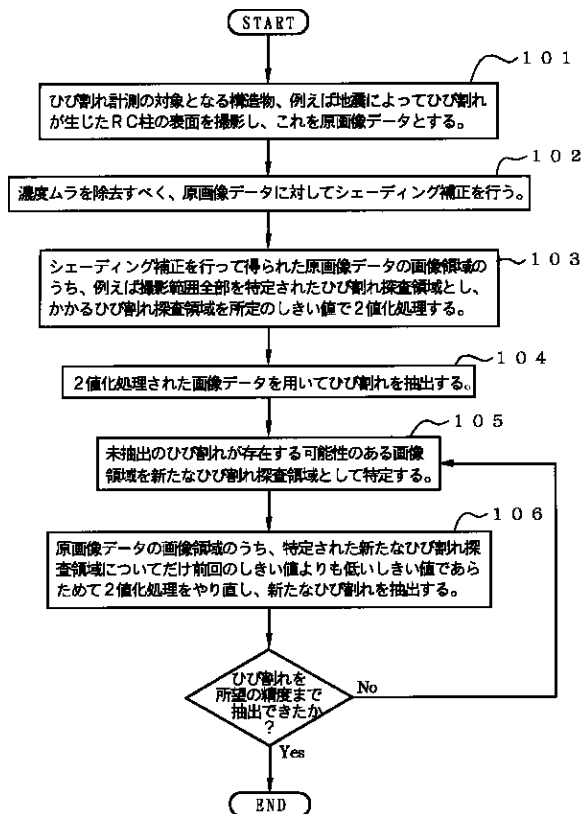 START
101
ひび割れ計測の対象となる構造物、例えば地震によってひび割れ
が生じたRC柱の表面を撮影し、これを原画像データとする。
102
濃度ムラを除去すべく、原画像データに対してシェーディング補正を行う。
103
シェーディング補正を行って得られた原画像データの画像領域の
うち、例えば撮影範囲全部を特定されたひび割れ探査領域とし、
かかるひび割れ探査領域を所定のしきい値で2値化処理する。
104
2値化処理された画像データを用いてひび割れを抽出する。
105
未抽出のひび割れが存在する可能性のある画像
領域を新たなひび割れ探査領域として特定する。
106
原画像データの画像領域のうち、特定された新たなひび割れ探
査領域についてだけ前回のしきい値よりも低いしきい値であら
ためて2値化処理をやり直し、新たなひび割れを抽出する。
ひび割れを
所望の精度まで
抽出できたか
?
No
Yes
END